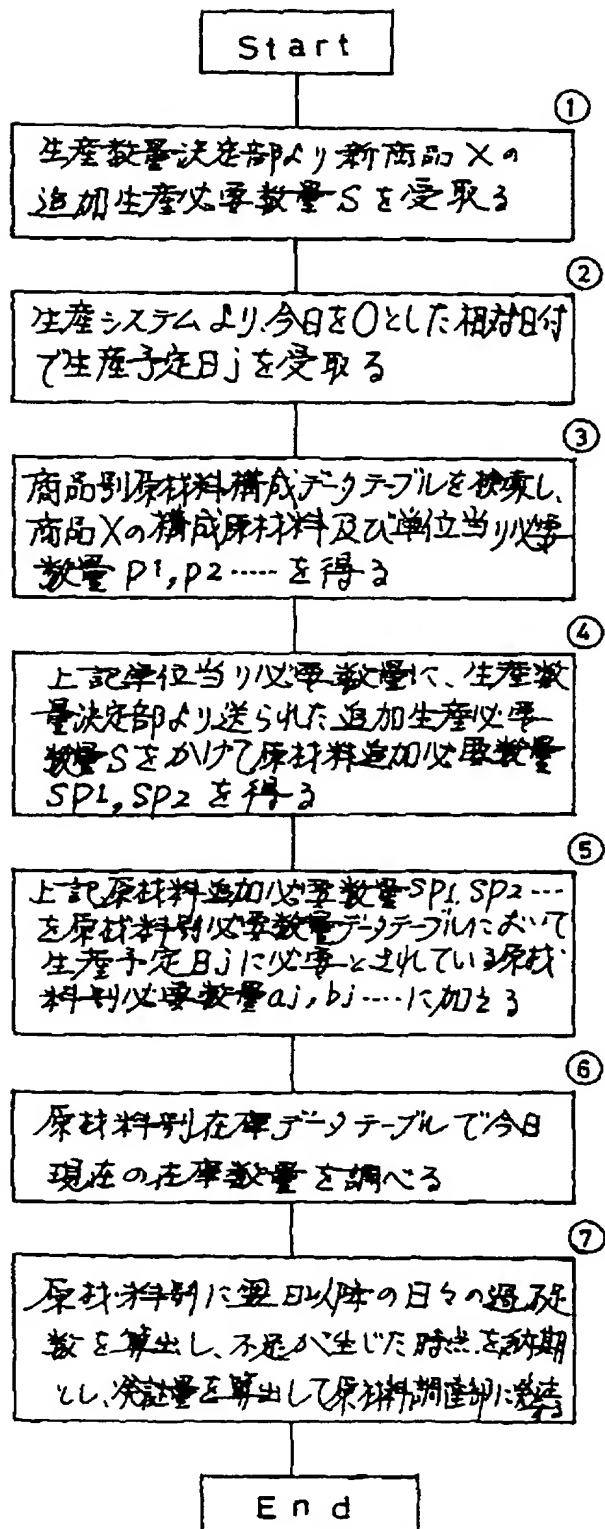 Start
①
生産数量決定部より新商品Xの
追加生産必要数量Sを受取る
②
生産システムより、今日を0とした相対日付
で生産予定日jを受取る
③
商品別原材料構成データテーブルを検索し、
商品Xの構成原材料及び単位当り必要
数量P1,P2……を得る
④
上記単位当り必要数量に、生産数
量決定部より送られた追加生産必要
数量Sをかけて原材料追加必要数量
SP1,SP2を得る
⑤
上記原材料追加必要数量SP1,SP2…
を原材料別必要数量データテーブルにおいて
生産予定日jに必要とされている原材
料別必要数量aj,bj……に加える
⑥
原材料別在庫データテーブルで今日
現在の在庫数量を調べる
⑦
原材料別に翌日以降の日々の過不足
数を算出し、不足が生じた時点を納期
とし、発註量を算出して原材料調達部に発註する
End